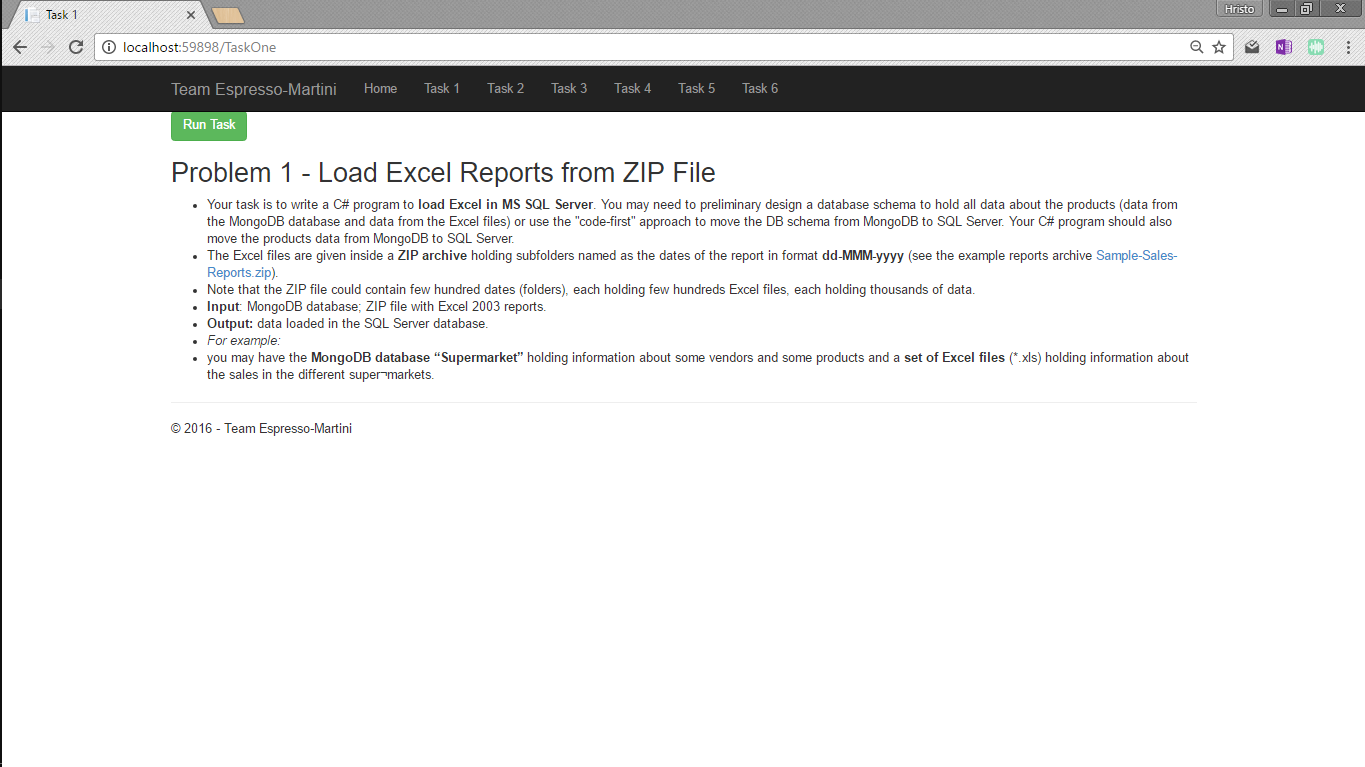 Task 1
Hristo
localhost:59898/TaskOne
Team Espresso-Martini Home Task 1 Task 2 Task 3 Task 4 Task 5 Task 6
Run Task
Problem 1 - Load Excel Reports from ZIP File
• Your task is to write a C# program to load Excel in MS SQL Server. You may need to preliminary design a database schema to hold all data about the products (data from
the MongoDB database and data from the Excel files) or use the "code-first" approach to move the DB schema from MongoDB to SQL Server. Your C# program should also
move the products data from MongoDB to SQL Server.
• The Excel files are given inside a ZIP archive holding subfolders named as the dates of the report in format dd-MMM-yyyy (see the example reports archive Sample-Sales-
Reports.zip).
• Note that the ZIP file could contain few hundred dates (folders), each holding few hundreds Excel files, each holding thousands of data.
• Input: MongoDB database; ZIP file with Excel 2003 reports.
• Output: data loaded in the SQL Server database.
• For example:
• you may have the MongoDB database “Supermarket” holding information about some vendors and some products and a set of Excel files (*.xls) holding information about
the sales in the different super¬markets.
© 2016 - Team Espresso-Martini